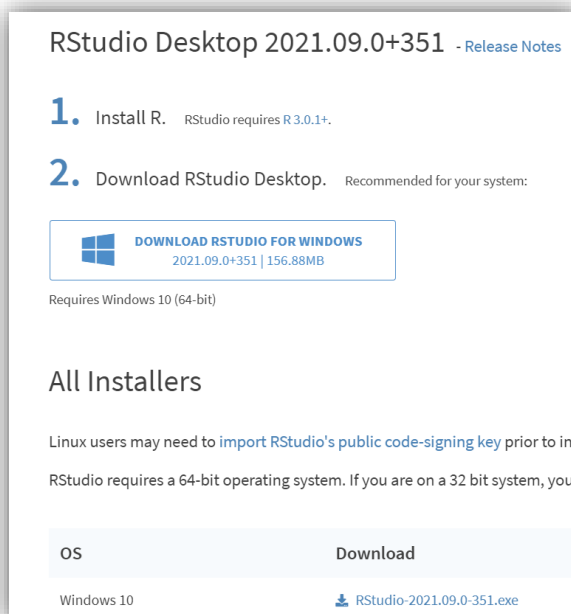 RStudio Desktop 2021.09.0+351 - Release Notes
1. Install R. RStudio requires R 3.0.1+.
2. Download RStudio Desktop. Recommended for your system:
DOWNLOAD RSTUDIO FOR WINDOWS
2021.09.0+351 | 156.88MB
Requires Windows 10 (64-bit)
All Installers
Linux users may need to import RStudio's public code-signing key prior to in
RStudio requires a 64-bit operating system. If you are on a 32 bit system, you
OS Download
Windows 10 RStudio-2021.09.0-351.exe